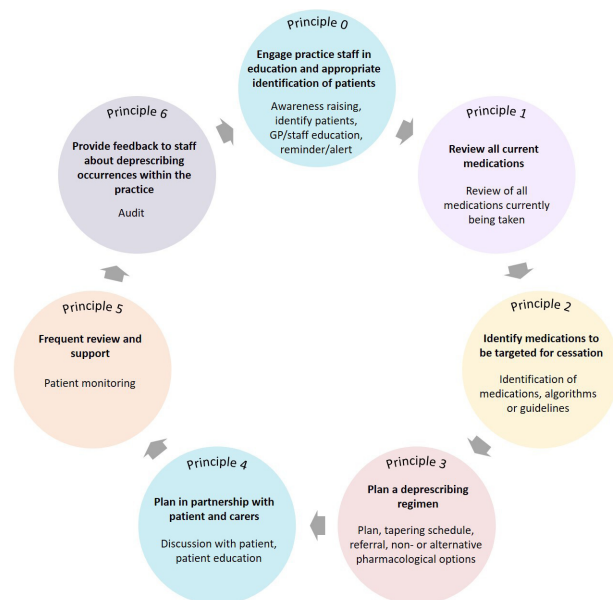 Principle 0
Engage practice staff in
education and appropriate
identification of patients
Awareness raising,
identify patients,
GP/staff education,
reminder/alert
Principle 1
Review all current
medications
Review of all
medications currently
being taken
Principle 2
Identify medications to
be targeted for cessation
Identification of
medications, algorithms
or guidelines
Principle 3
Plan a deprescribing
regimen
Plan, tapering schedule,
referral, non- or alternative
pharmacological options
Principle 4
Plan in partnership with
patient and carers
Discussion with patient,
patient education
Principle 5
Frequent review and
support
Patient monitoring
Principle 6
Provide feedback to staff
about deprescribing
occurrences within the
practice
Audit